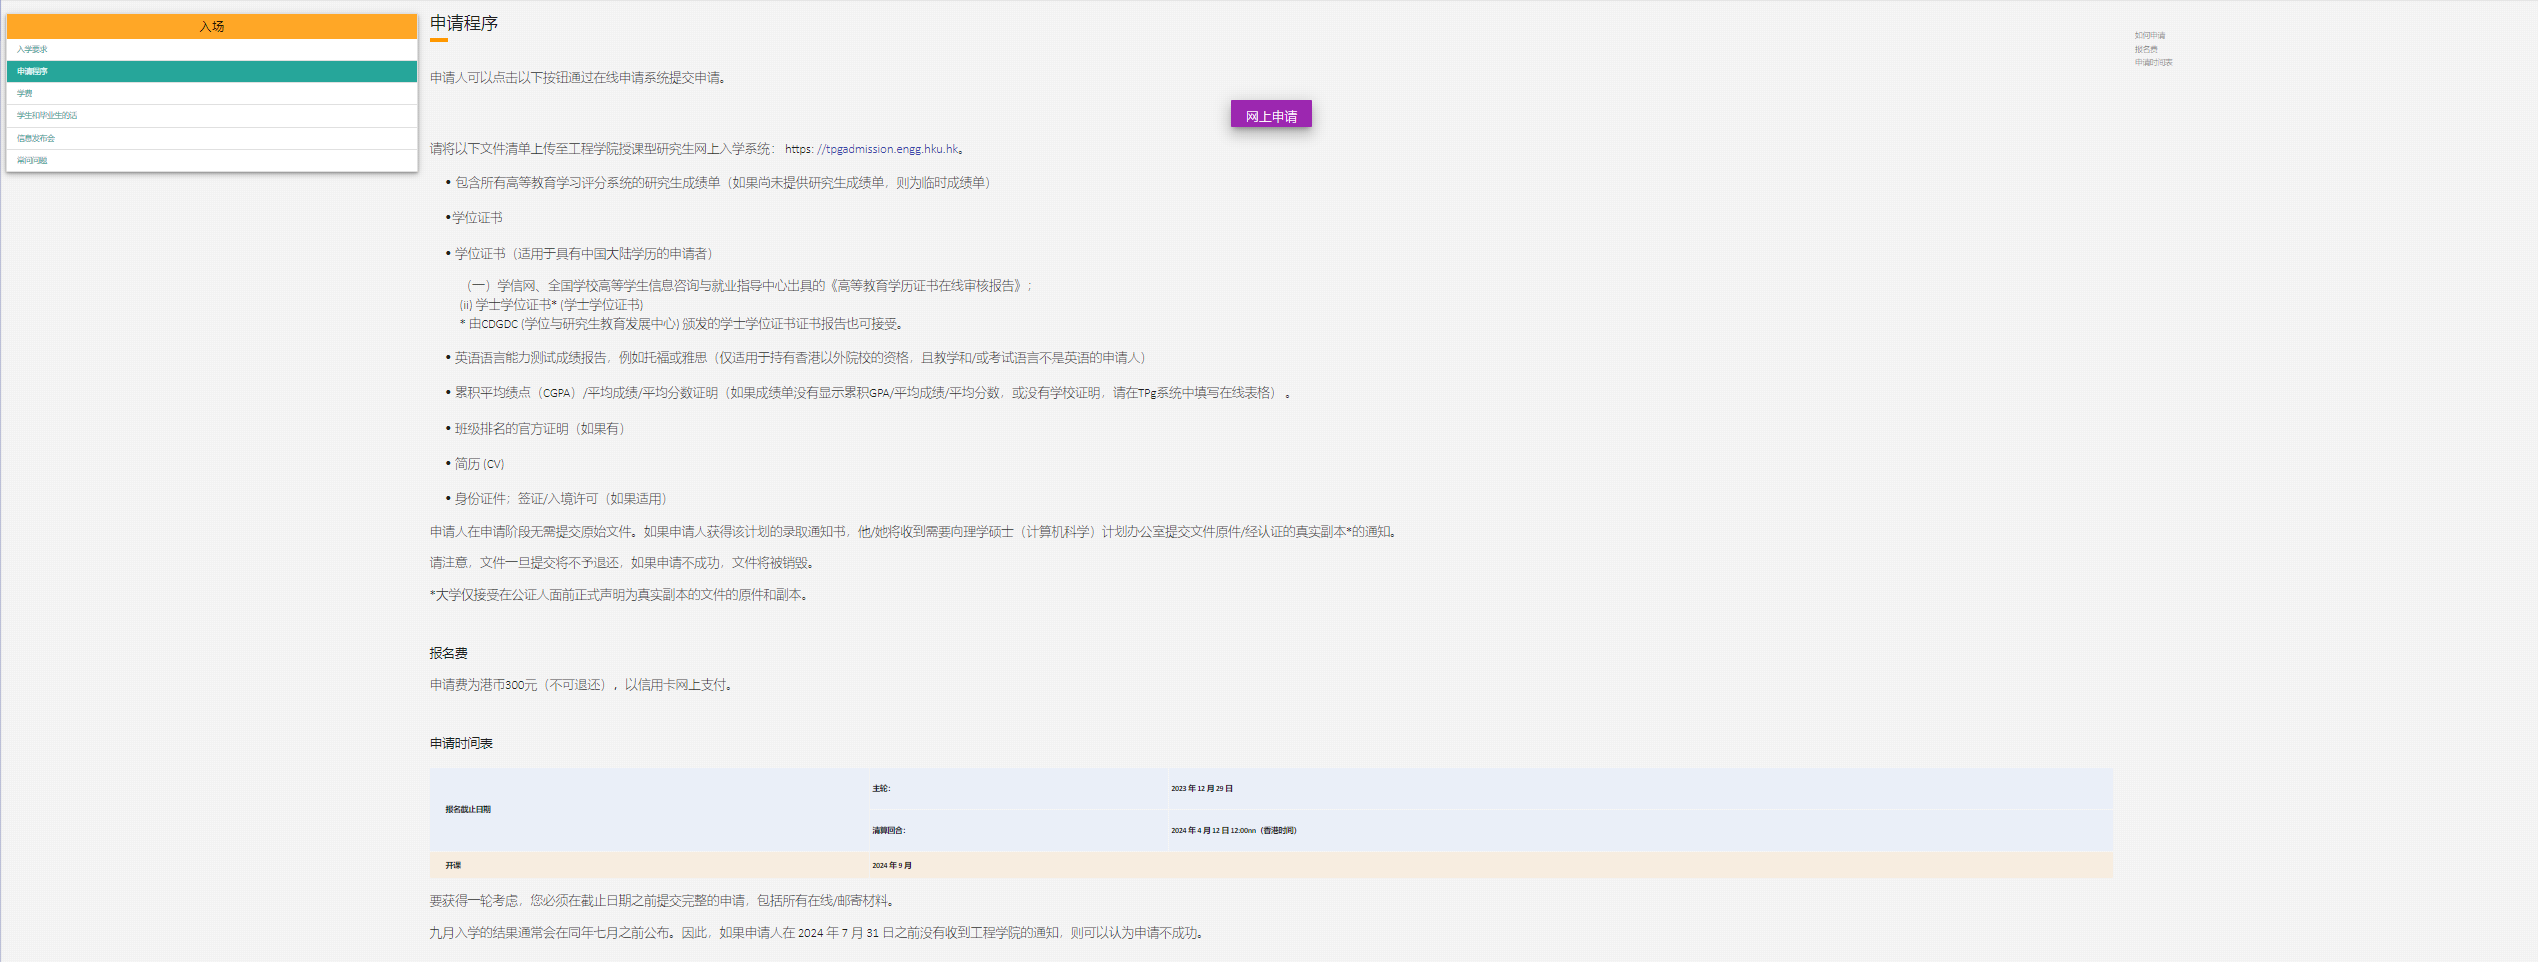 入场
入学要求
申请程序
学费
学生和毕业生的话
信息发布会
常问问题
申请程序
申请人可以点击以下按钮通过在线申请系统提交申请。
网上申请
请将以下文件清单上传至工程学院授课型研究生网上入学系统： https: //tpgadmission.engg.hku.hk。
• 包含所有高等教育学习评分系统的研究生成绩单（如果尚未提供研究生成绩单，则为临时成绩单）
•学位证书
• 学位证书（适用于具有中国大陆学历的申请者）
（一）学信网、全国学校高等学生信息咨询与就业指导中心出具的《高等教育学历证书在线审核报告》；
(ii) 学士学位证书* (学士学位证书)
* 由CDGDC (学位与研究生教育发展中心) 颁发的学士学位证书证书报告也可接受。
• 英语语言能力测试成绩报告，例如托福或雅思（仅适用于持有香港以外院校的资格，且教学和/或考试语言不是英语的申请人）
• 累积平均绩点（CGPA）/平均成绩/平均分数证明（如果成绩单没有显示累积GPA/平均成绩/平均分数，或没有学校证明，请在TPg系统中填写在线表格） 。
• 班级排名的官方证明（如果有）
• 简历 (CV)
• 身份证件；签证/入境许可（如果适用）
申请人在申请阶段无需提交原始文件。如果申请人获得该计划的录取通知书，他/她将收到需要向理学硕士（计算机科学）计划办公室提交文件原件/经认证的真实副本*的通知。
请注意，文件一旦提交将不予退还，如果申请不成功，文件将被销毁。
*大学仅接受在公证人面前正式声明为真实副本的文件的原件和副本。
报名费
申请费为港币300元（不可退还），以信用卡网上支付。
申请时间表
报名截止日期
主轮：
2023 年 12 月 29 日
清算回合：
2024 年 4 月 12 日 12:00nn（香港时间）
开课
2024 年 9 月
要获得一轮考虑，您必须在截止日期之前提交完整的申请，包括所有在线/邮寄材料。
九月入学的结果通常会在同年七月之前公布。因此，如果申请人在 2024 年 7 月 31 日之前没有收到工程学院的通知，则可以认为申请不成功。
如何申请
报名费
申请时间表